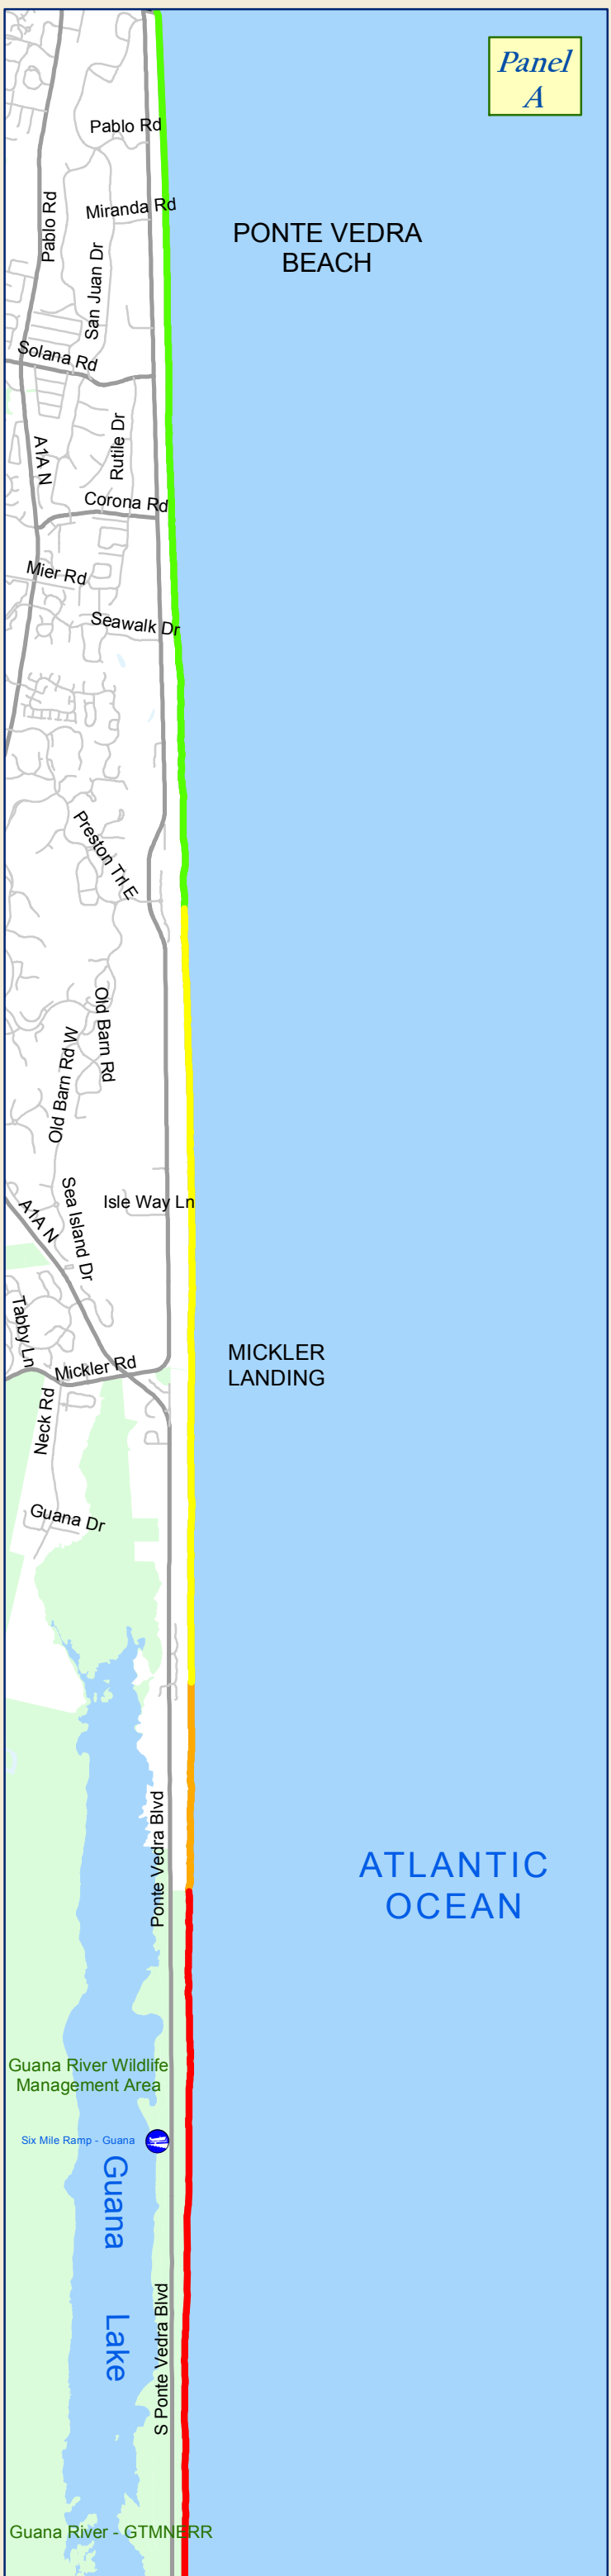 Panel
A
Pablo Rd
Pablo Rd
Miranda Rd
San Juan Dr
PONTE VEDRA
BEACH
Solana Rd
Rutile Dr
A1A N
Corona Rd
Mier Rd
Seawalk Dr
Preston Trl E
Old Barn Rd
Old Barn Rd W
Sea Island Dr
Isle Way Ln
A1A N
Tabby Ln
MICKLER
LANDING
Mickler Rd
Neck Rd
Guana Dr
Ponte Vedra Blvd
ATLANTIC
OCEAN
Guana River Wildlife
Management Area
Six Mile Ramp - Guana
Guana Lake
S Ponte Vedra Blvd
Guana River - GTMNERR